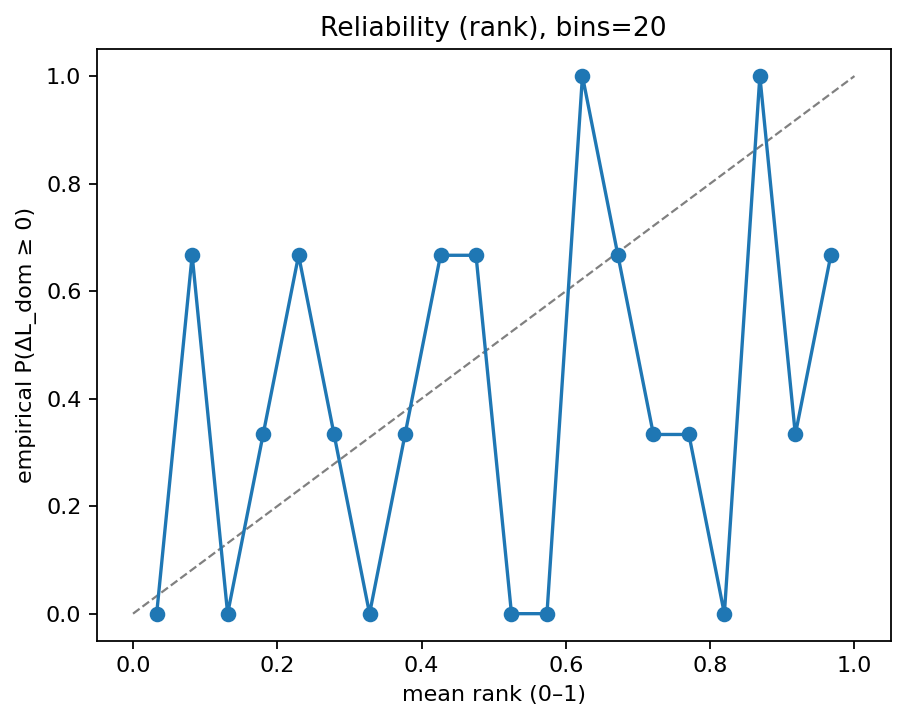 Reliability (rank), bins=20
empirical P(ΔL_dom ≥ 0)
1.0
0.8
0.6
0.4
0.2
0.0
0.0 0.2 0.4 0.6 0.8 1.0
mean rank (0–1)